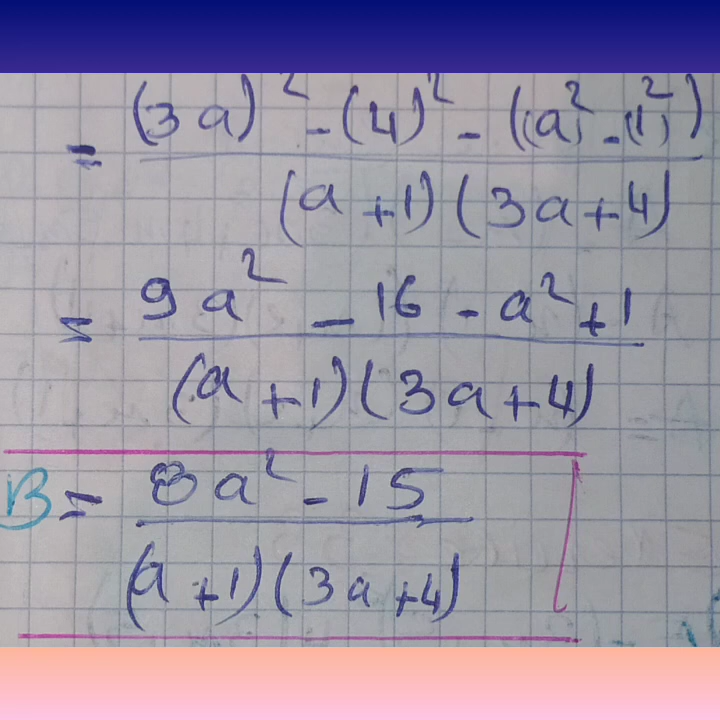 = (3a)² - (4)² - ((a)² - (1)²)
(a + 1) (3a + 4)
= 9a² - 16 - a² + 1
(a + 1) (3a + 4)
B = 8a² - 15
(a + 1) (3a + 4)